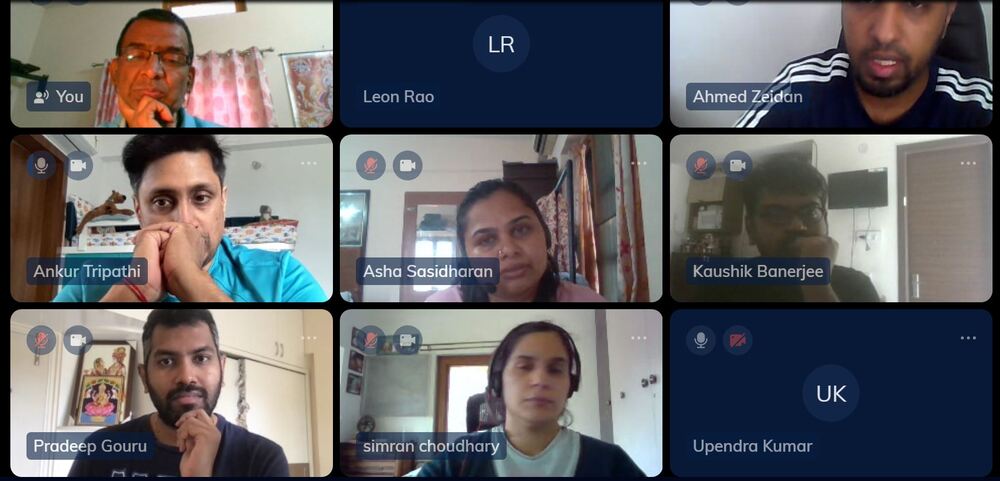 You
LR
Leon Rao
Ahmed Zeidan
Ankur Tripathi
Asha Sasidharan
Kaushik Banerjee
Pradeep Gouru
simran choudhary
UK
Upendra Kumar